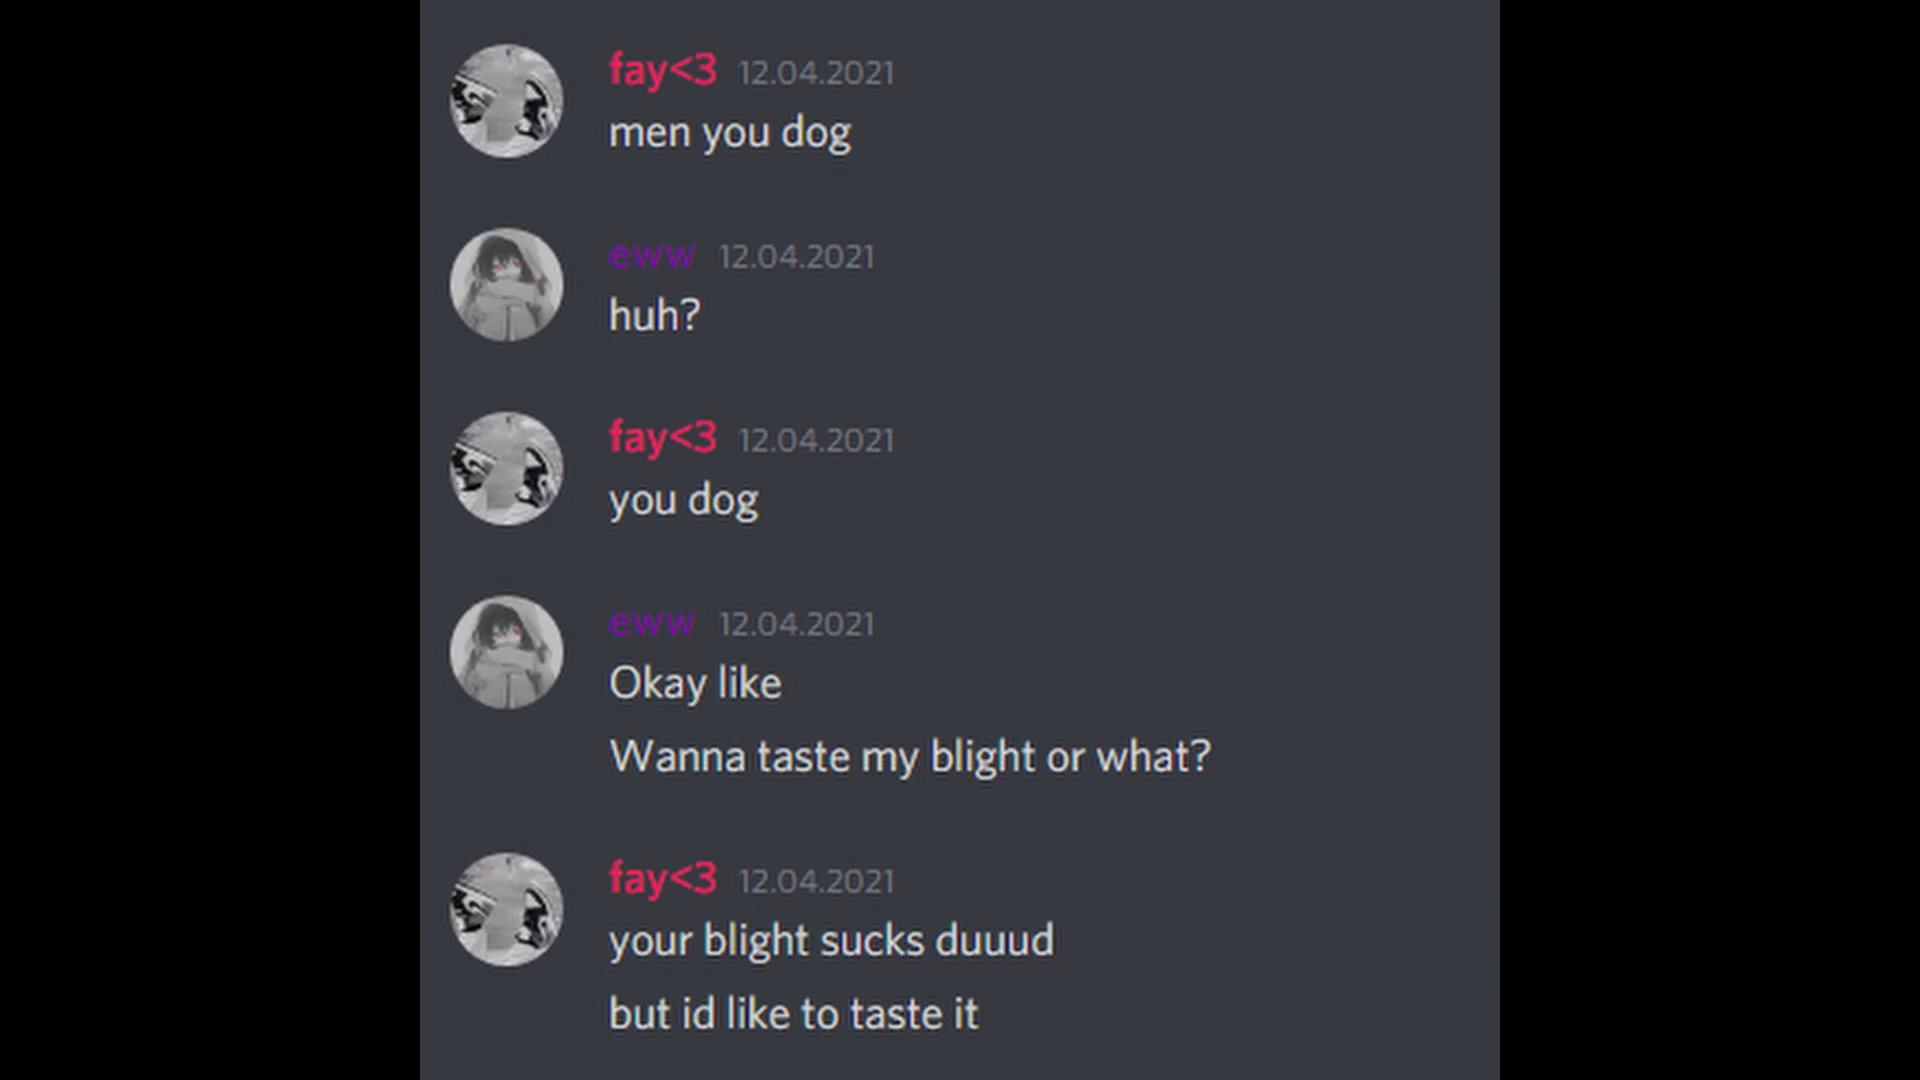 fay<3 12.04.2021
men you dog
eww 12.04.2021
huh?
fay<3 12.04.2021
you dog
eww 12.04.2021
Okay like
Wanna taste my blight or what?
fay<3 12.04.2021
your blight sucks duuud
but id like to taste it